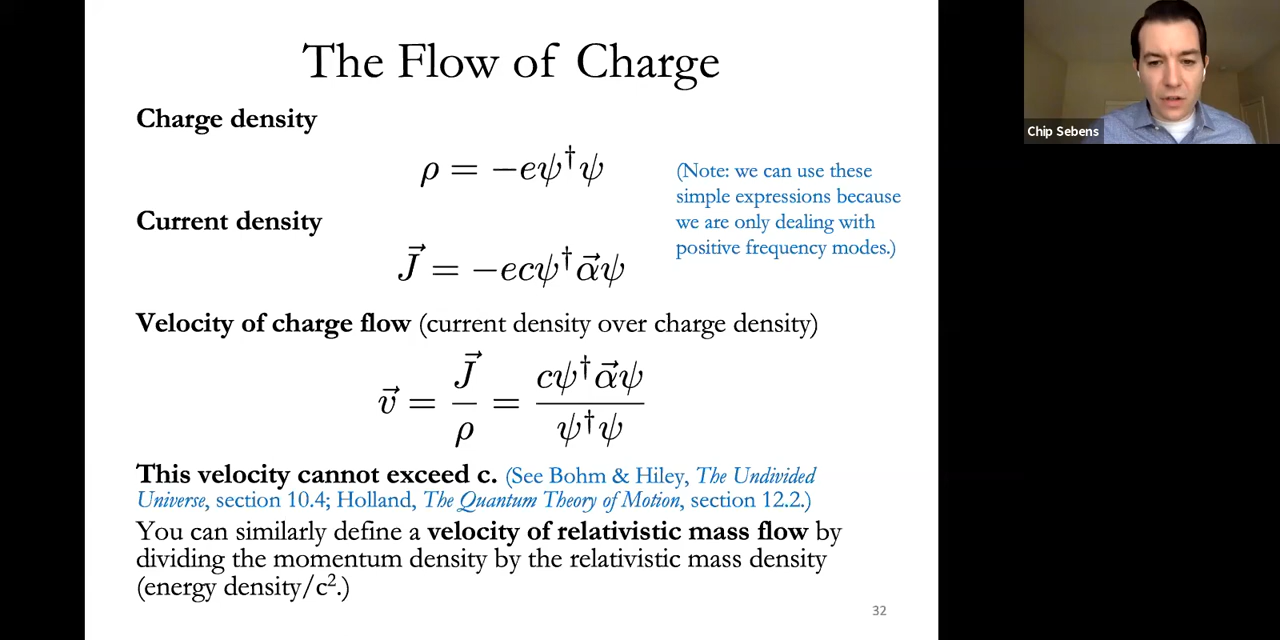 The Flow of Charge
Charge density
ρ = −eψ†ψ
(Note: we can use these
simple expressions because
we are only dealing with
positive frequency modes.)
Current density
J⃗ = −ecψ†α⃗ψ
Velocity of charge flow (current density over charge density)
v⃗ = J⃗/ρ = cψ†α⃗ψ/ψ†ψ
This velocity cannot exceed c. (See Bohm & Hiley, The Undivided
Universe, section 10.4; Holland, The Quantum Theory of Motion, section 12.2.)
You can similarly define a velocity of relativistic mass flow by
dividing the momentum density by the relativistic mass density
(energy density/c².)
32
Chip Sebens